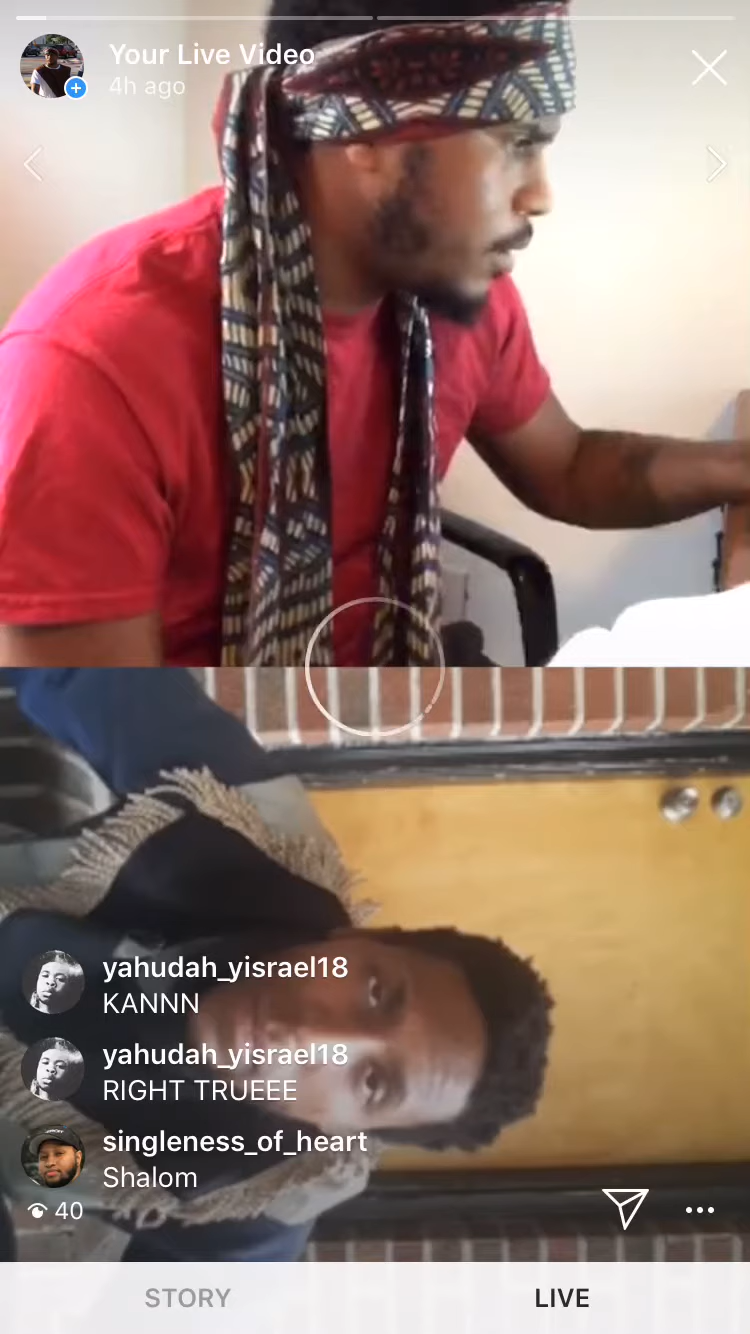 Your Live Video
4h ago
yahudah_yisrael18
KANNN
yahudah_yisrael18
RIGHT TRUEEE
singleness_of_heart
Shalom
40
STORY
LIVE